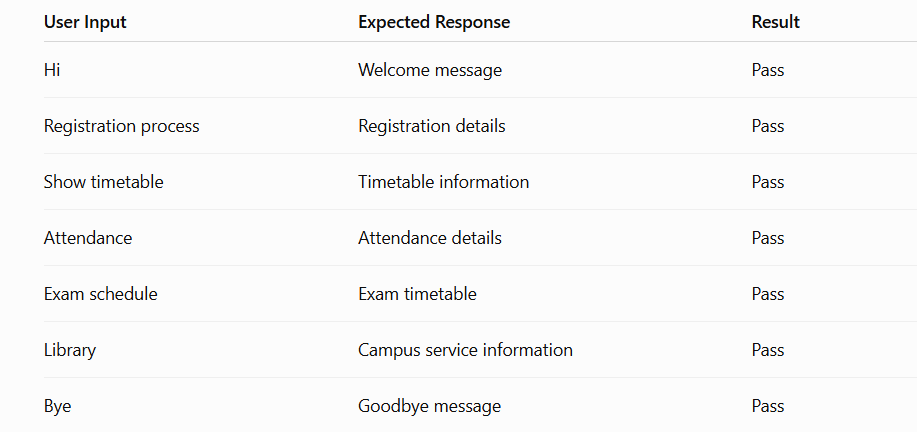 User Input Expected Response Result
Hi Welcome message Pass
Registration process Registration details Pass
Show timetable Timetable information Pass
Attendance Attendance details Pass
Exam schedule Exam timetable Pass
Library Campus service information Pass
Bye Goodbye message Pass